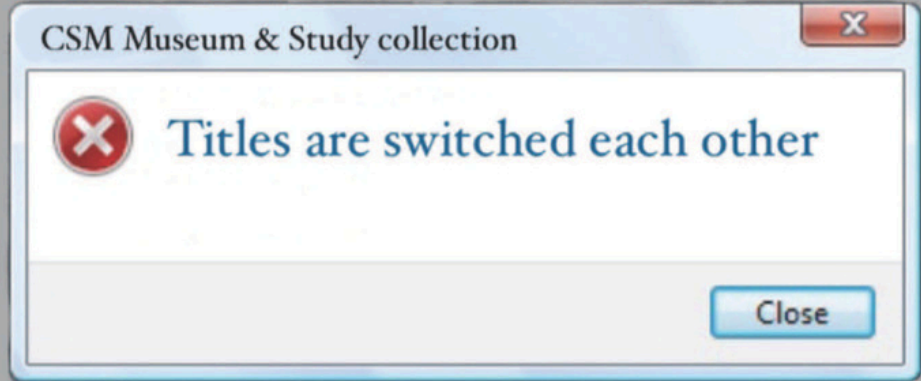 CSM Museum & Study collection
Titles are switched each other
Close